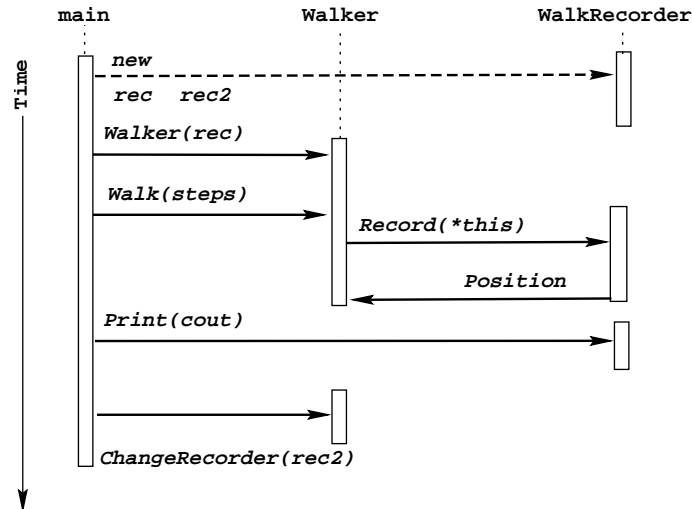 main Walker WalkRecorder
Time
new
rec rec2
Walker(rec)
Walk(steps)
Record(*this)
Position
Print(cout)
ChangeRecorder(rec2)